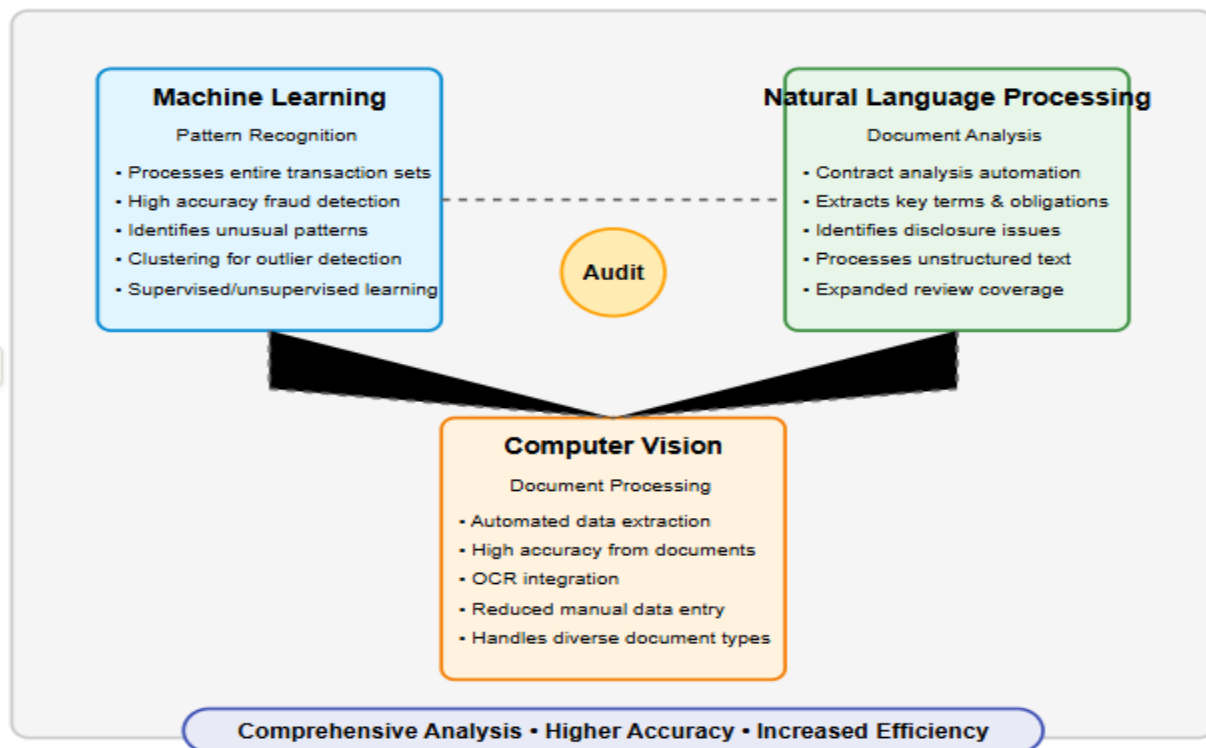 Machine Learning
Pattern Recognition
• Processes entire transaction sets
• High accuracy fraud detection
• Identifies unusual patterns
• Clustering for outlier detection
• Supervised/unsupervised learning
Natural Language Processing
Document Analysis
• Contract analysis automation
• Extracts key terms & obligations
• Identifies disclosure issues
• Processes unstructured text
• Expanded review coverage
Audit
Computer Vision
Document Processing
• Automated data extraction
• High accuracy from documents
• OCR integration
• Reduced manual data entry
• Handles diverse document types
Comprehensive Analysis • Higher Accuracy • Increased Efficiency